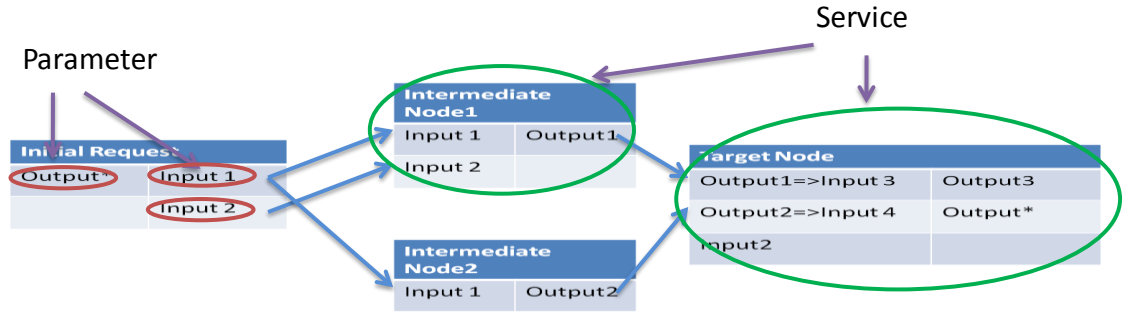 Service
Parameter
Initial Request
Output* Input 1
Input 2
Intermediate
Node1
Input 1 Output1
Input 2
Intermediate
Node2
Input 1 Output2
Target Node
Output1=>Input 3 Output3
Output2=>Input 4 Output*
Input2